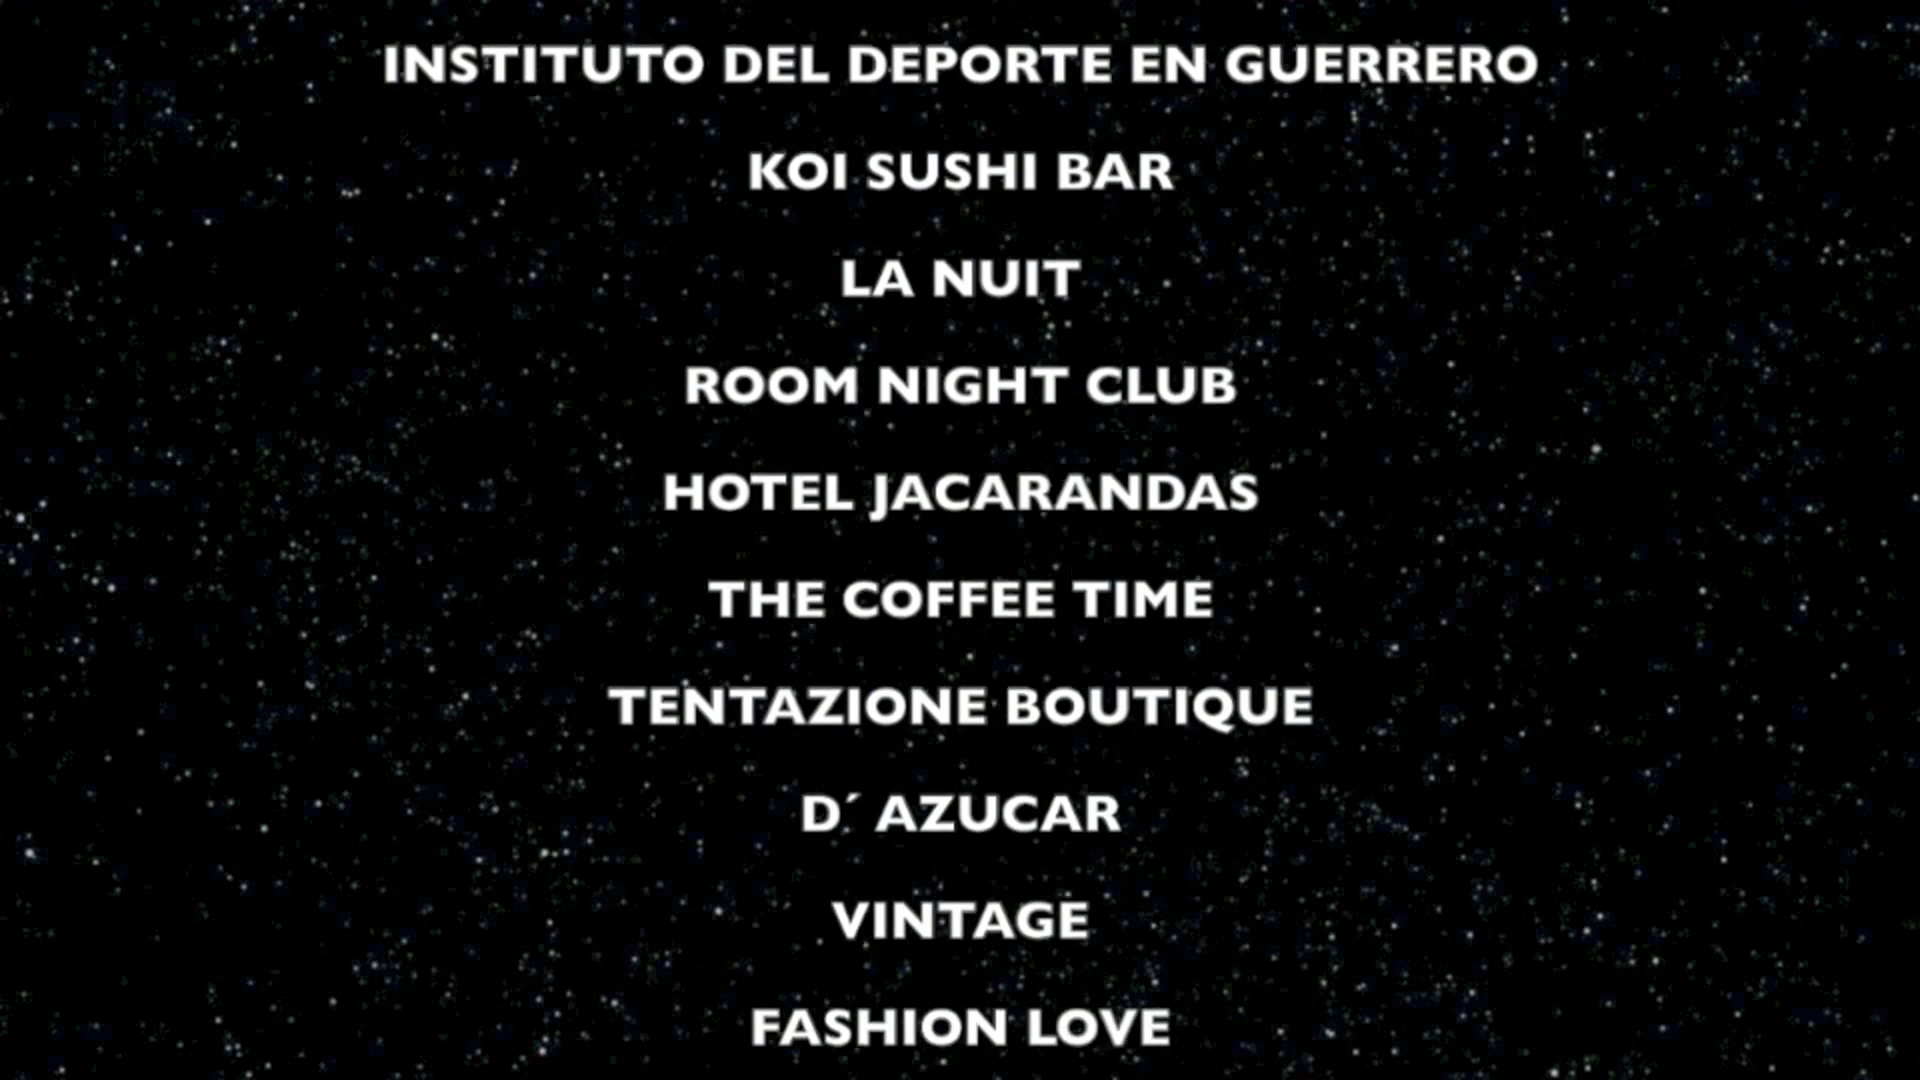 INSTITUTO DEL DEPORTE EN GUERRERO
KOI SUSHI BAR
LA NUIT
ROOM NIGHT CLUB
HOTEL JACARANDAS
THE COFFEE TIME
TENTAZIONE BOUTIQUE
D´ AZUCAR
VINTAGE
FASHION LOVE